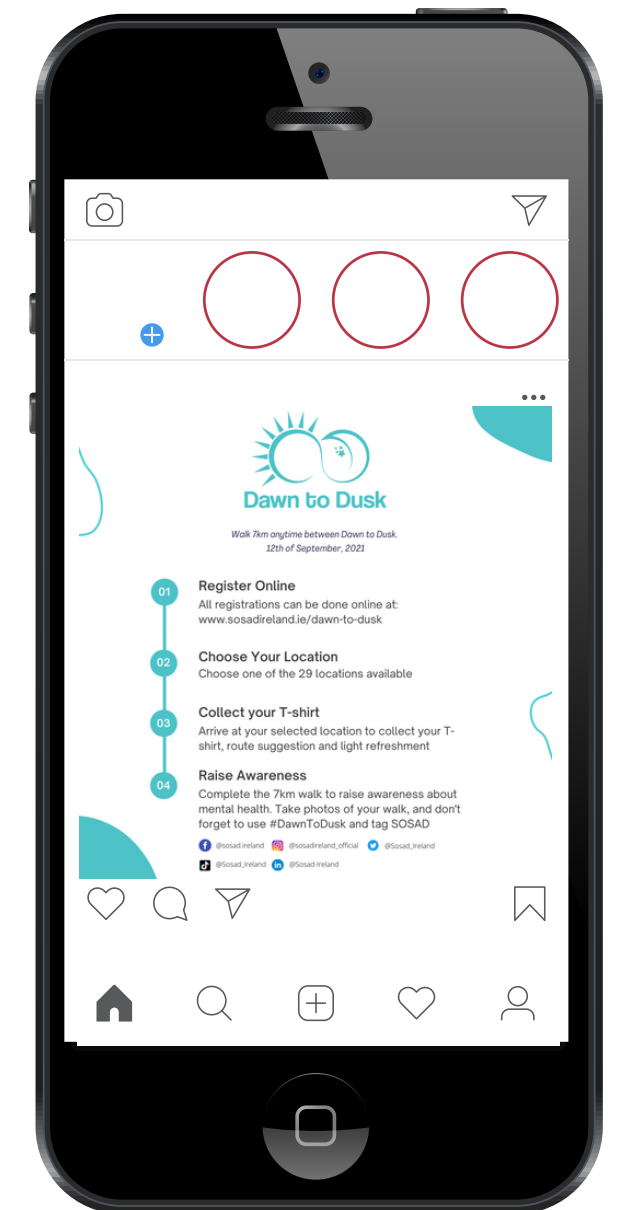 Dawn to Dusk
Walk 7km anytime between Dawn to Dusk.
12th of September, 2021
01
Register Online
All registrations can be done online at:
www.sosadireland.ie/dawn-to-dusk
02
Choose Your Location
Choose one of the 29 locations available
03
Collect your T-shirt
Arrive at your selected location to collect your T-
shirt, route suggestion and light refreshment
04
Raise Awareness
Complete the 7km walk to raise awareness about
mental health. Take photos of your walk, and don't
forget to use #DawnToDusk and tag SOSAD
@sosad.ireland @sosadireland_official @Sosad_Ireland
@Sosad_Ireland @Sosad-Ireland